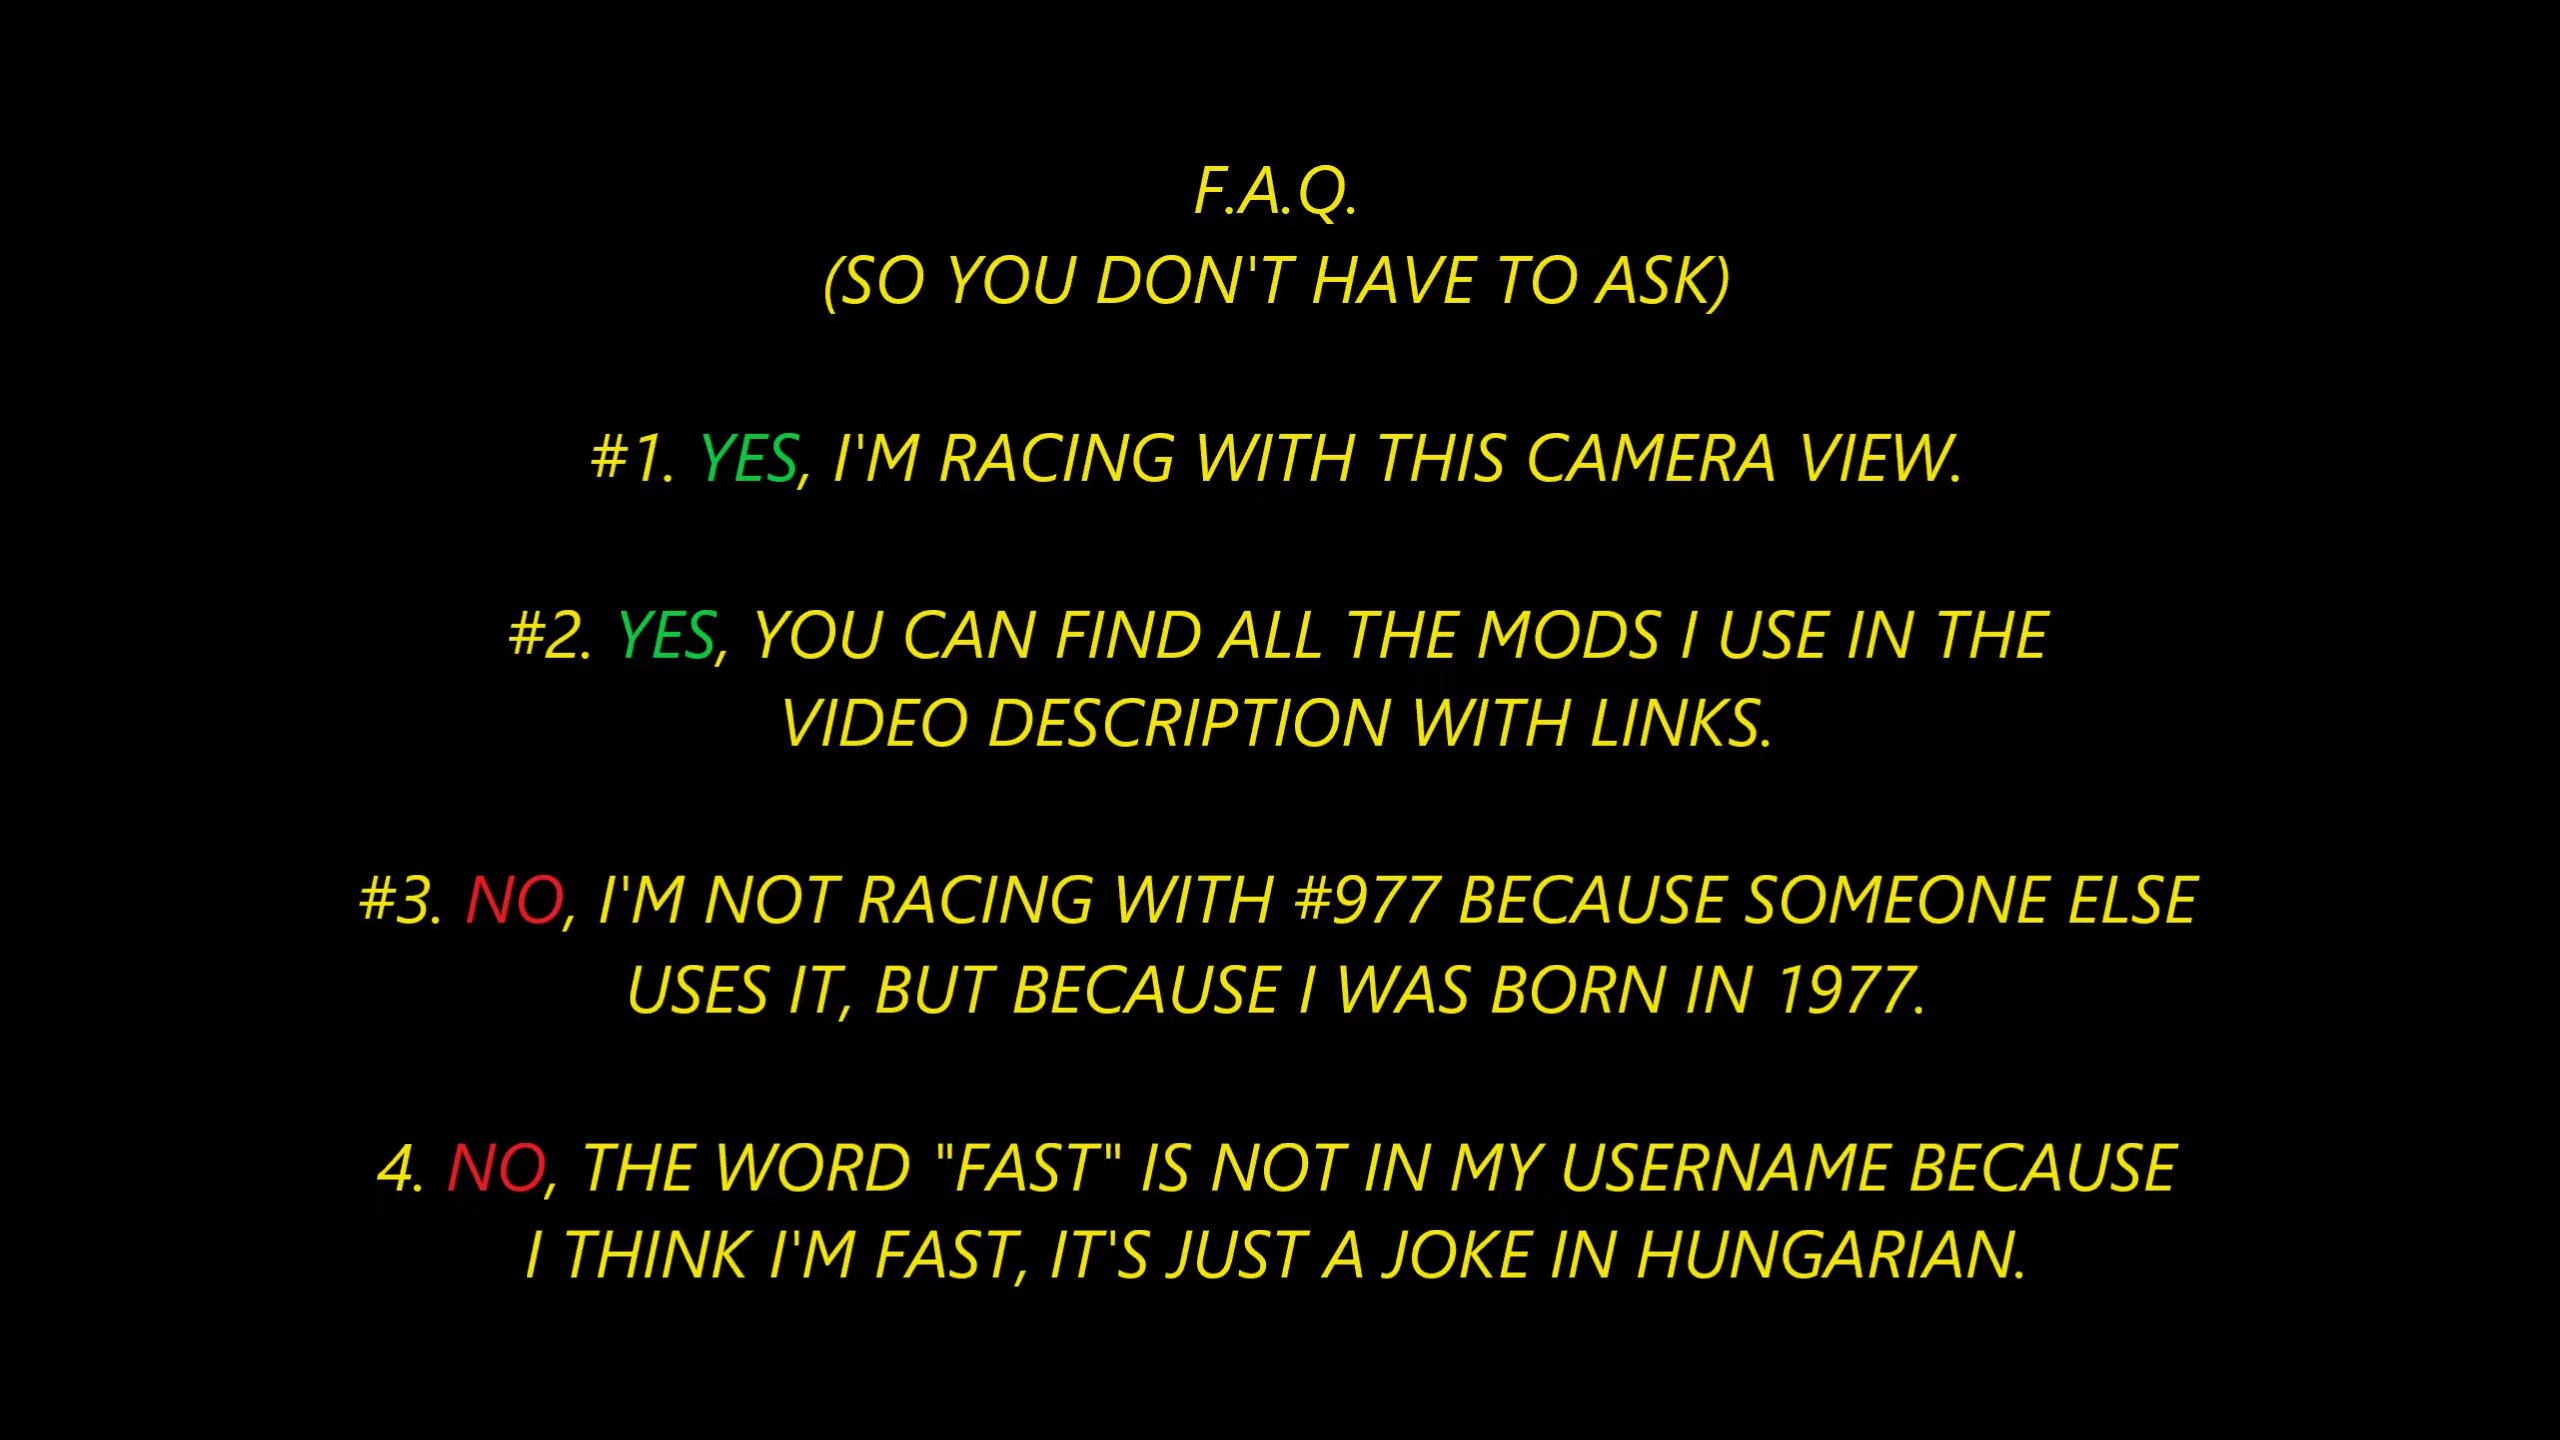 F.A.Q.
(SO YOU DON'T HAVE TO ASK)
#1. YES, I'M RACING WITH THIS CAMERA VIEW.
#2. YES, YOU CAN FIND ALL THE MODS I USE IN THE
VIDEO DESCRIPTION WITH LINKS.
#3. NO, I'M NOT RACING WITH #977 BECAUSE SOMEONE ELSE
USES IT, BUT BECAUSE I WAS BORN IN 1977.
4. NO, THE WORD "FAST" IS NOT IN MY USERNAME BECAUSE
I THINK I'M FAST, IT'S JUST A JOKE IN HUNGARIAN.